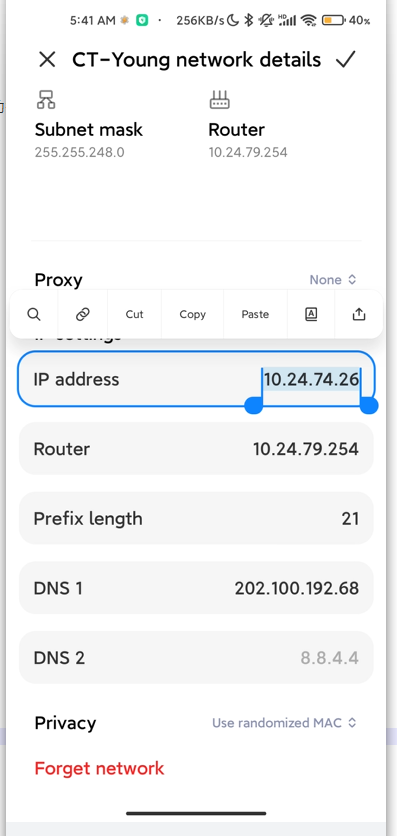 5:41 AM · 256KB/s HD 40%
CT-Young network details
Subnet mask
255.255.248.0
Router
10.24.79.254
Proxy
None
Cut
Copy
Paste
IP settings
IP address
10.24.74.26
Router
10.24.79.254
Prefix length
21
DNS 1
202.100.192.68
DNS 2
8.8.4.4
Privacy
Use randomized MAC
Forget network